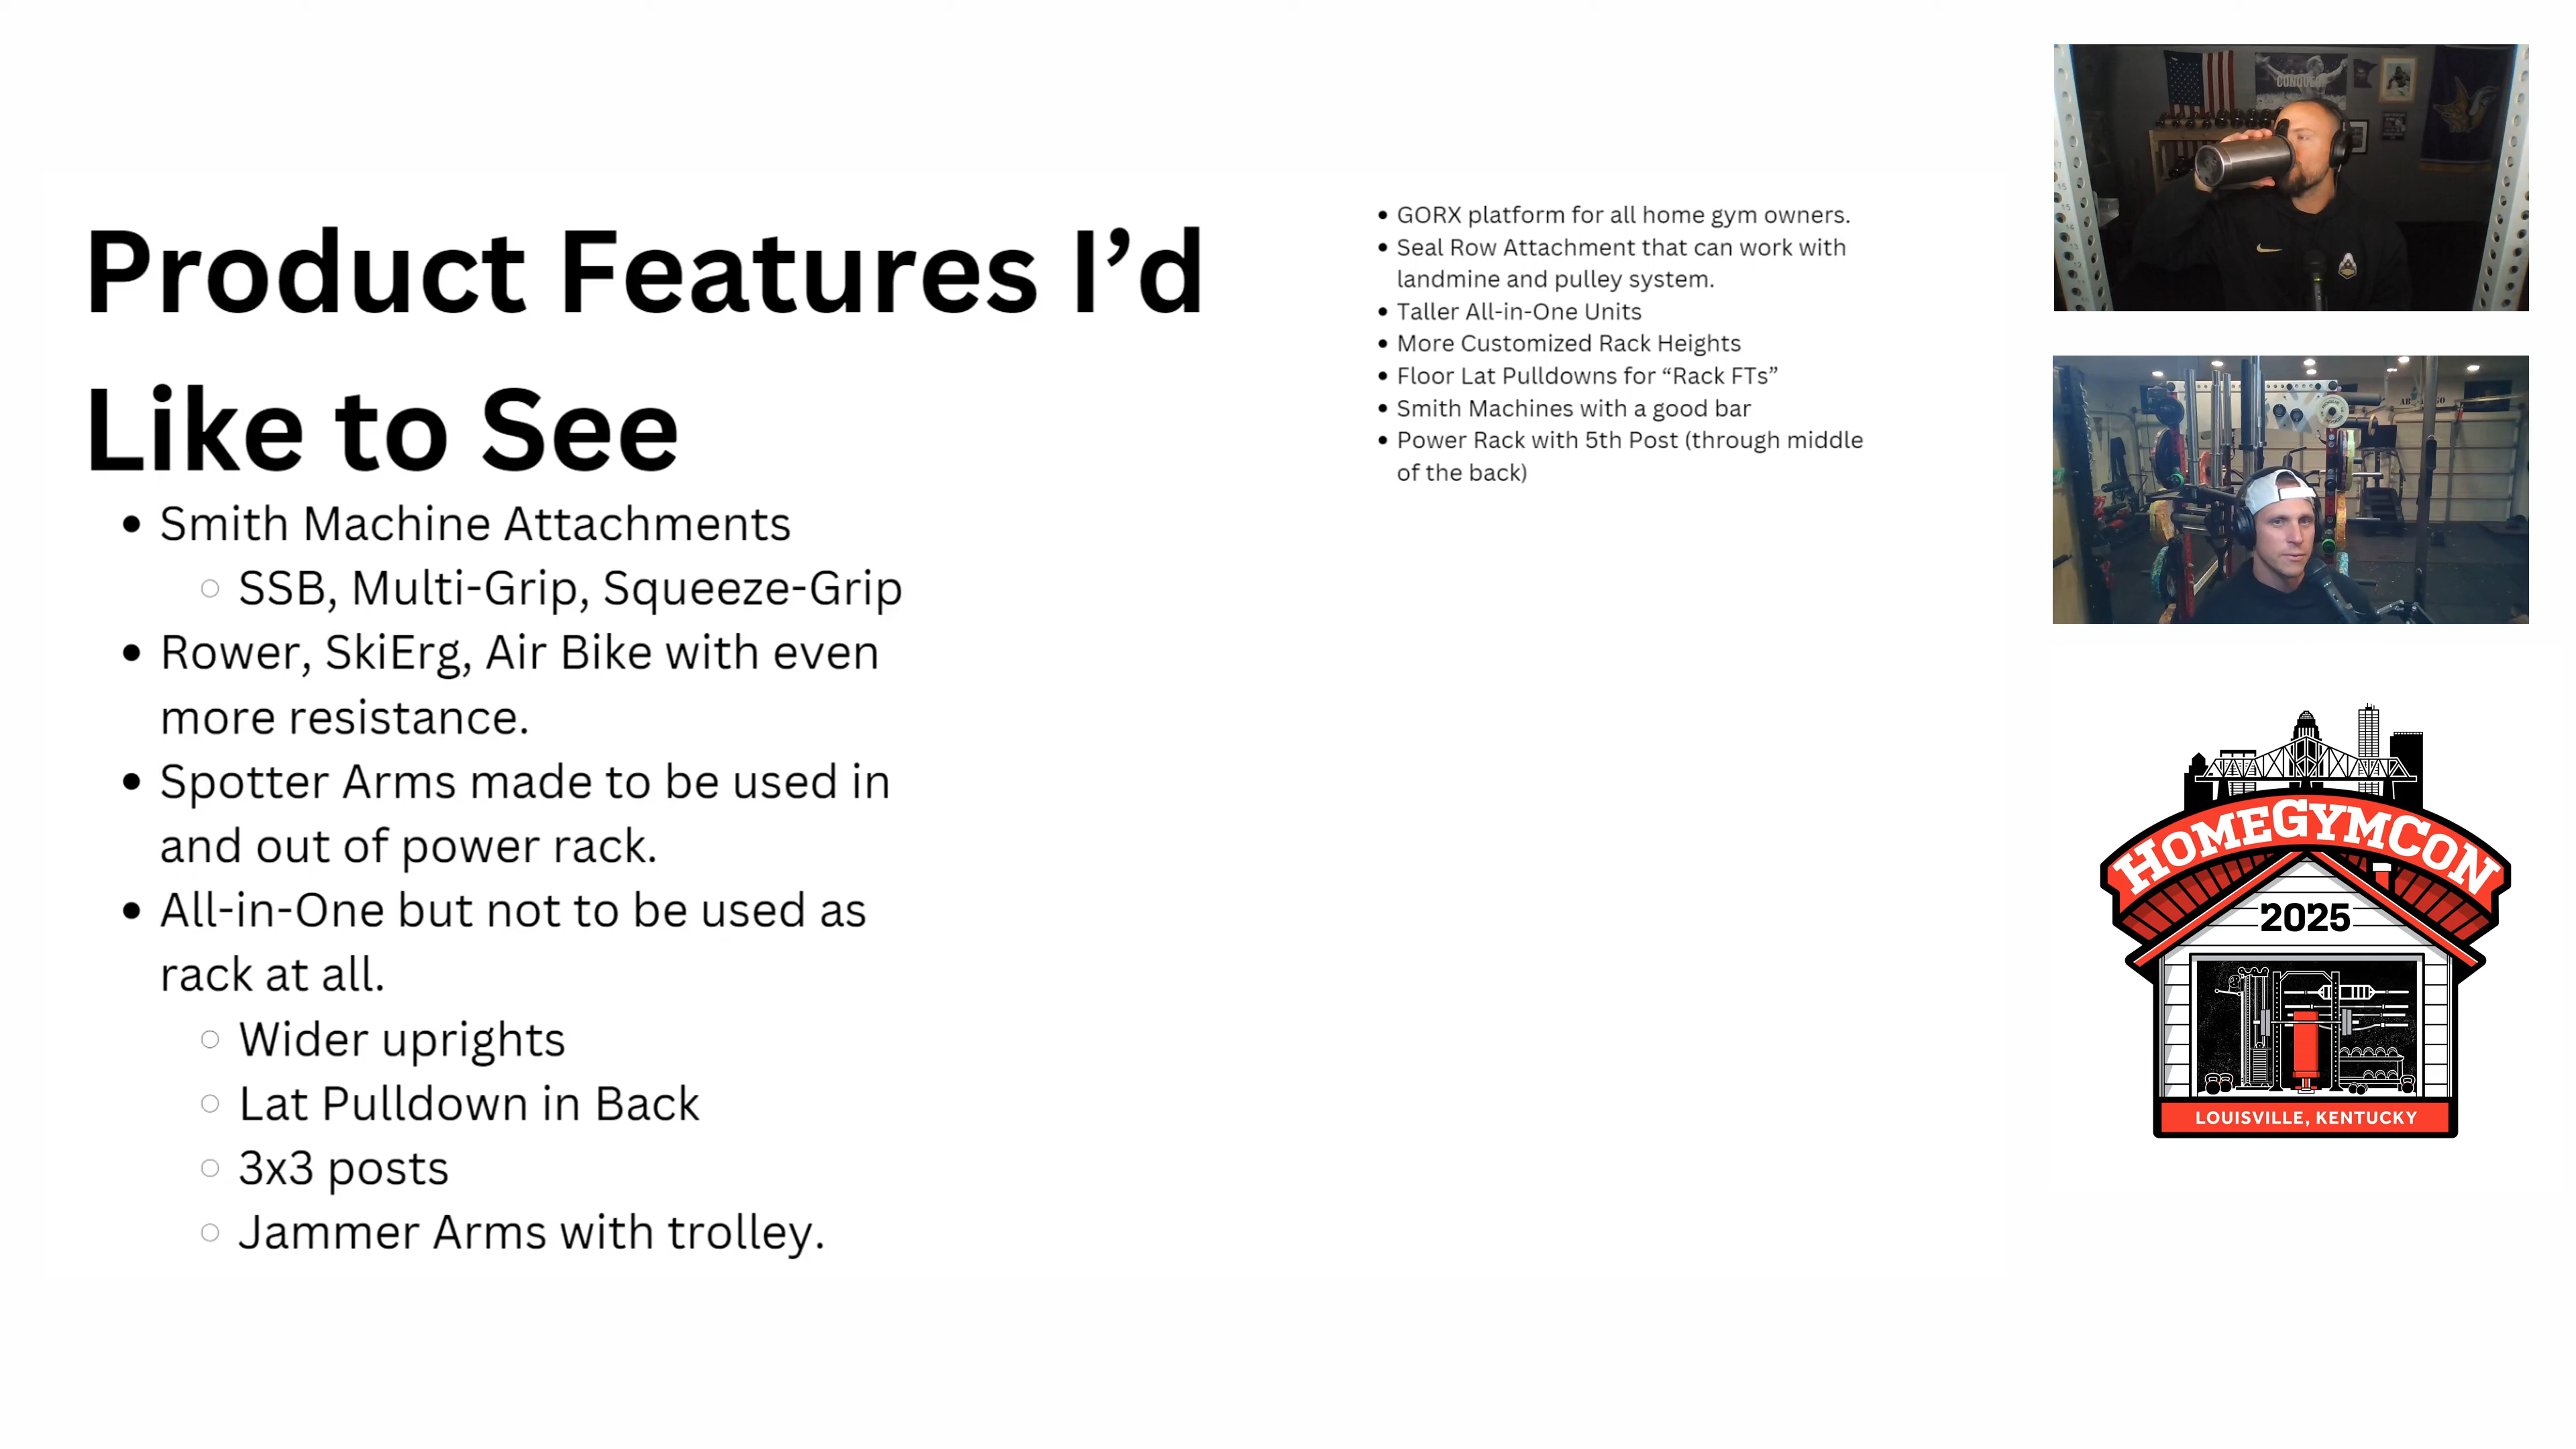 Product Features I’d
Like to See
• Smith Machine Attachments
○ SSB, Multi-Grip, Squeeze-Grip
• Rower, SkiErg, Air Bike with even
more resistance.
• Spotter Arms made to be used in
and out of power rack.
• All-in-One but not to be used as
rack at all.
○ Wider uprights
○ Lat Pulldown in Back
○ 3x3 posts
○ Jammer Arms with trolley.
• GORX platform for all home gym owners.
• Seal Row Attachment that can work with
landmine and pulley system.
• Taller All-in-One Units
• More Customized Rack Heights
• Floor Lat Pulldowns for “Rack FTs”
• Smith Machines with a good bar
• Power Rack with 5th Post (through middle
of the back)
HOMEGYMCON
2025
LOUISVILLE, KENTUCKY